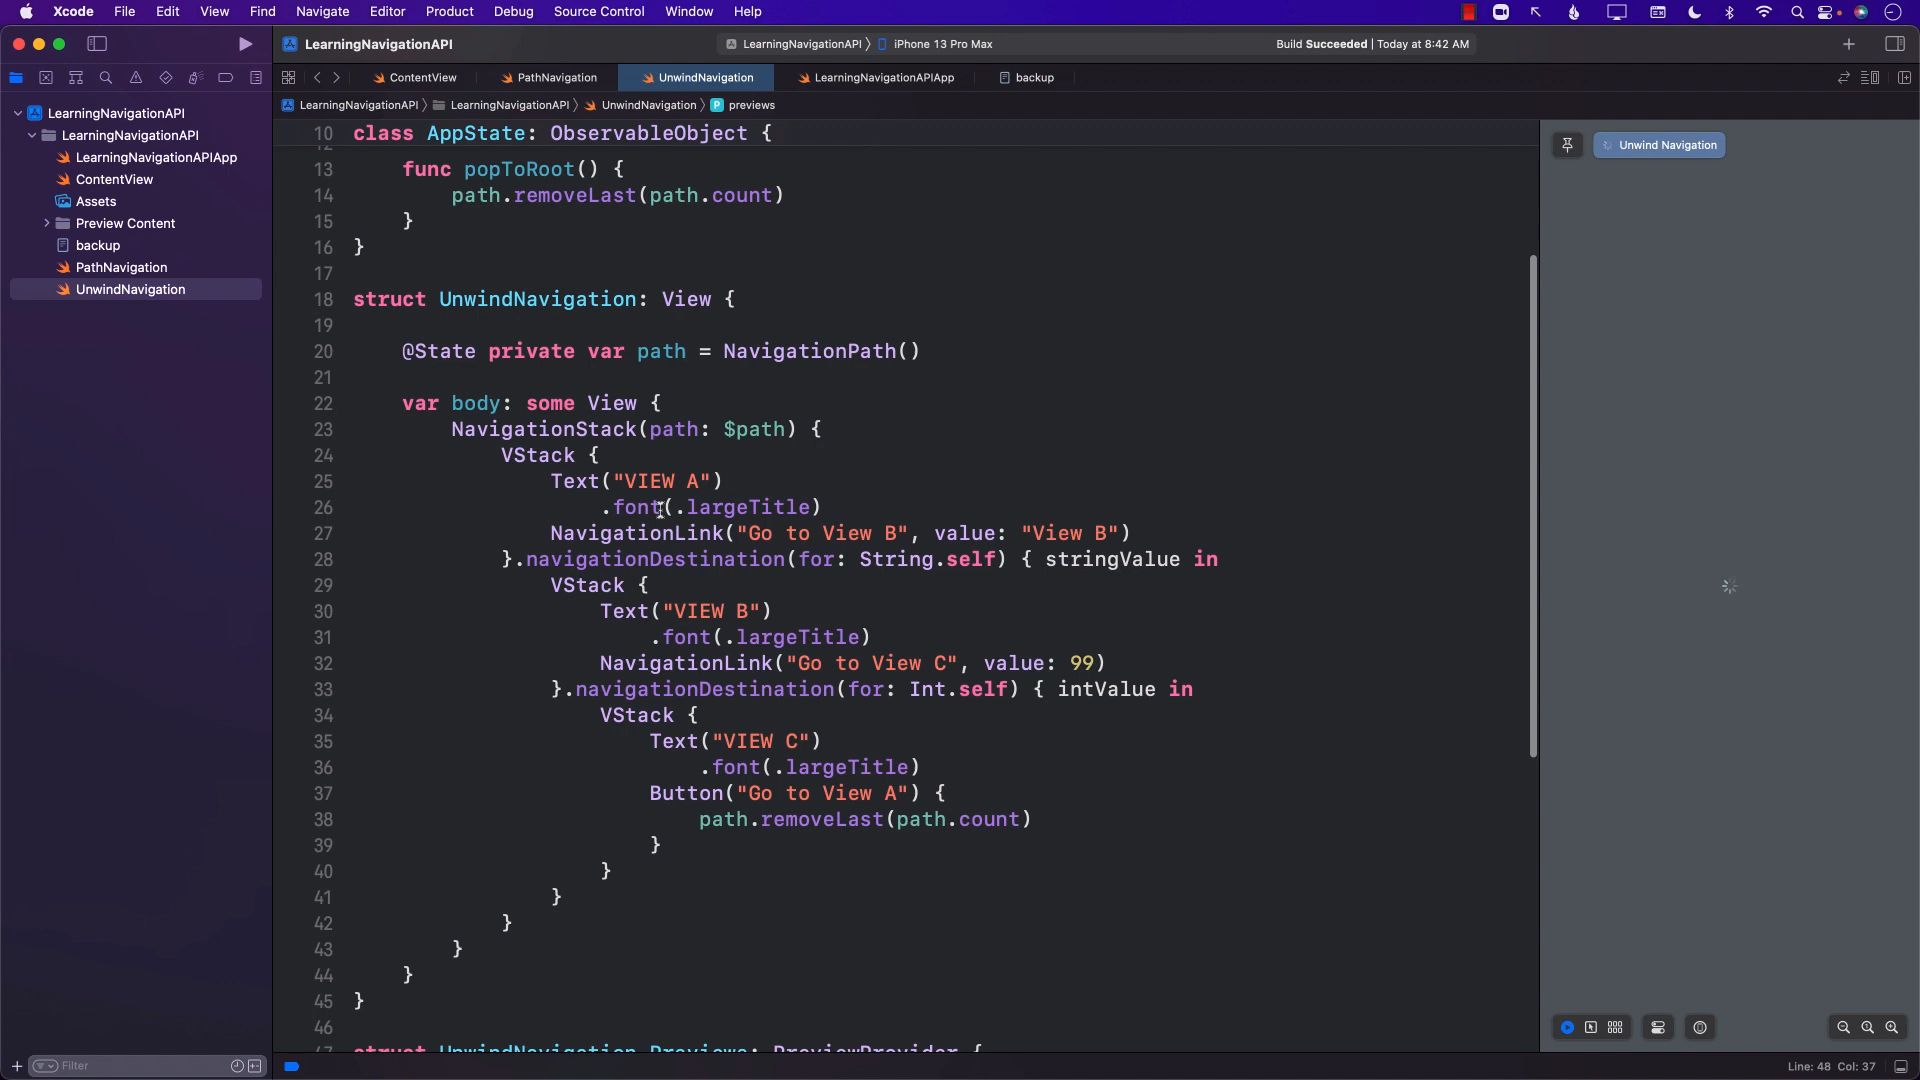 Xcode File Edit View Find Navigate Editor Product Debug Source Control Window Help
LearningNavigationAPI
LearningNavigationAPI iPhone 13 Pro Max
Build Succeeded | Today at 8:42 AM
ContentView
PathNavigation
UnwindNavigation
LearningNavigationAPIApp
backup
LearningNavigationAPI LearningNavigationAPI UnwindNavigation P previews
LearningNavigationAPI
LearningNavigationAPI
LearningNavigationAPIApp
ContentView
Assets
Preview Content
backup
PathNavigation
UnwindNavigation
Filter
10 class AppState: ObservableObject {
13 func popToRoot() {
14 path.removeLast(path.count)
15 }
16 }
17
18 struct UnwindNavigation: View {
19
20 @State private var path = NavigationPath()
21
22 var body: some View {
23 NavigationStack(path: $path) {
24 VStack {
25 Text("VIEW A")
26 .font(.largeTitle)
27 NavigationLink("Go to View B", value: "View B")
28 }.navigationDestination(for: String.self) { stringValue in
29 VStack {
30 Text("VIEW B")
31 .font(.largeTitle)
32 NavigationLink("Go to View C", value: 99)
33 }.navigationDestination(for: Int.self) { intValue in
34 VStack {
35 Text("VIEW C")
36 .font(.largeTitle)
37 Button("Go to View A") {
38 path.removeLast(path.count)
39 }
40 }
41 }
42 }
43 }
44 }
45 }
46
47 struct UnwindNavigation_Previews: PreviewProvider {
Unwind Navigation
Line: 48 Col: 37